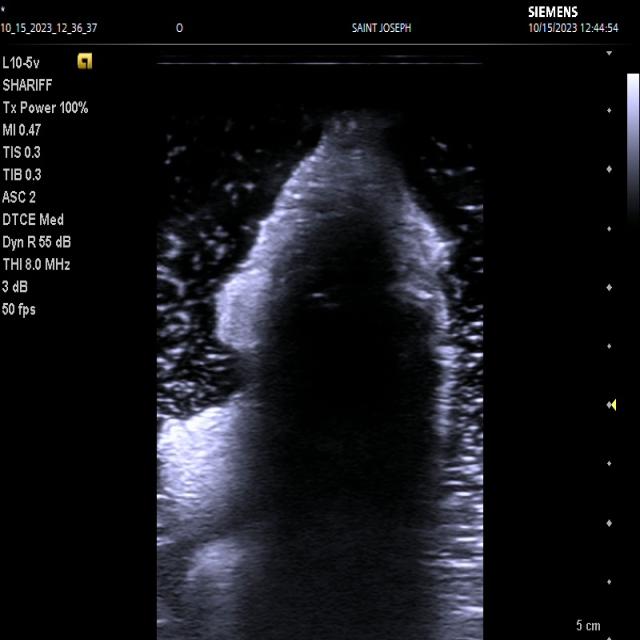 *
SIEMENS
10_15_2023_12_36_37 O SAINT JOSEPH 10/15/2023 12:44:54
L10-5v
SHARIFF
Tx Power 100%
MI 0.47
TIS 0.3
TIB 0.3
ASC 2
DTCE Med
Dyn R 55 dB
THI 8.0 MHz
3 dB
50 fps
5 cm